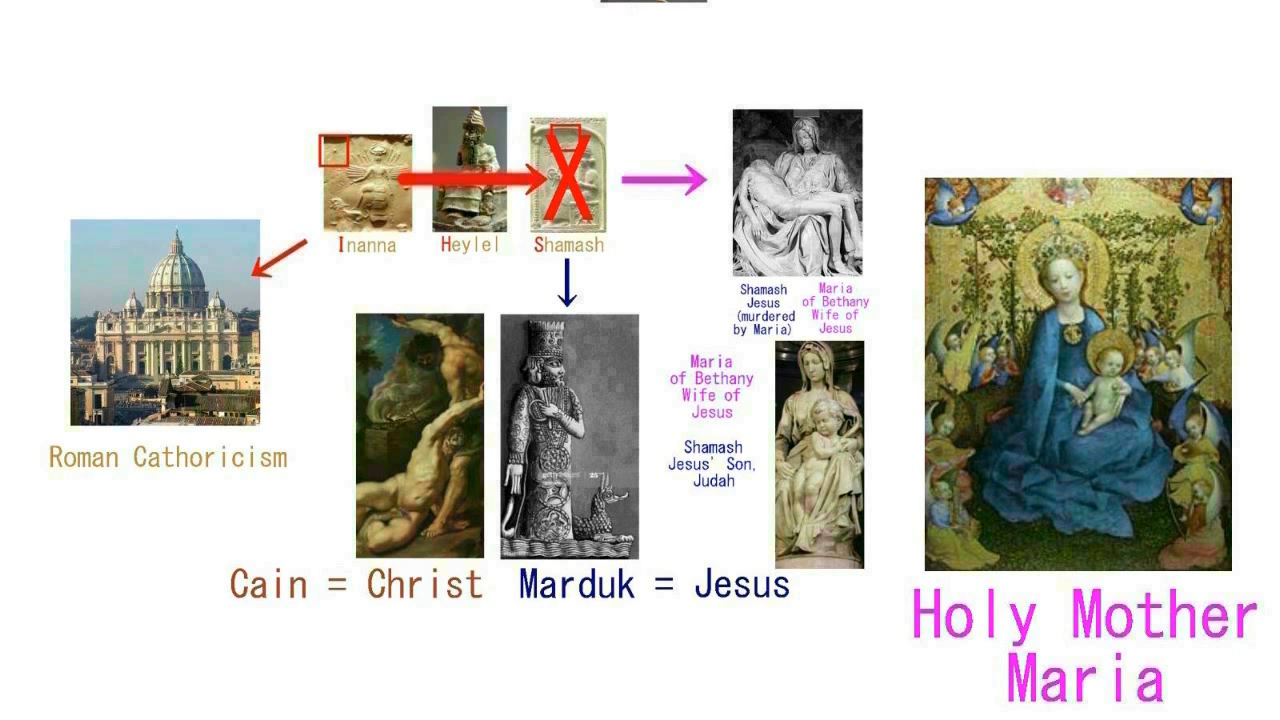 Inanna
Heylel
Shamash
Roman Cathoricism
Cain = Christ
Marduk = Jesus
Shamash
Jesus
(murdered
by Maria)
Maria
of Bethany
Wife of
Jesus
Maria
of Bethany
Wife of
Jesus
Shamash
Jesus' Son,
Judah
Holy Mother
Maria